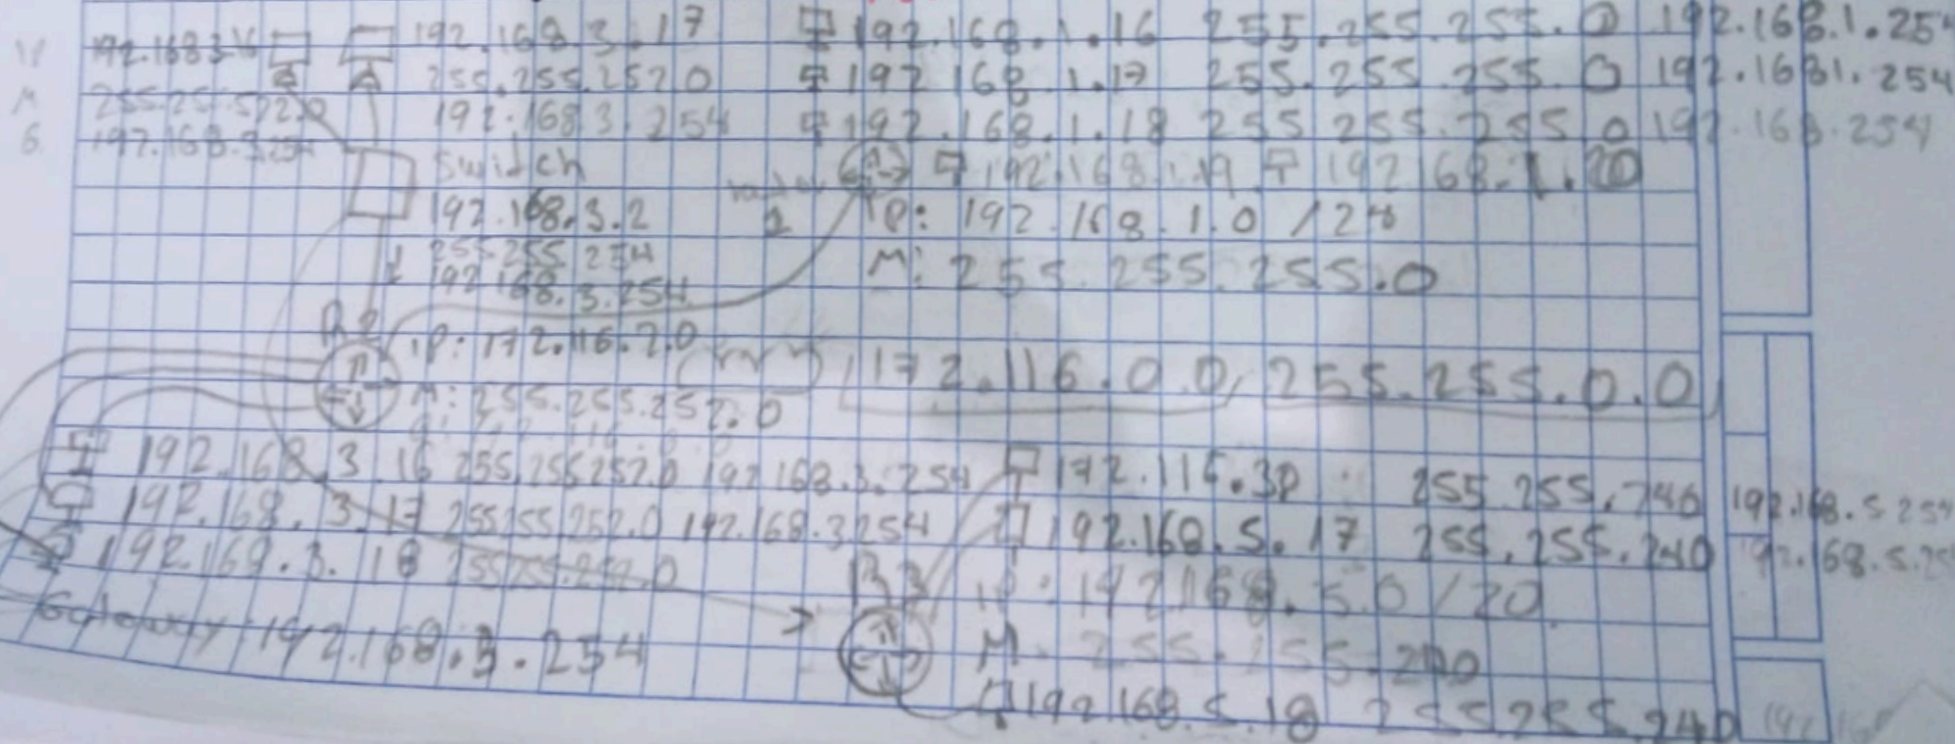 192.168.3.16
192.168.3.17
192.168.1.16 255.255.255.0 192.168.1.254
255.255.252.0
192.168.1.17 255.255.255.0 192.168.1.254
M
192.168.3.254
192.168.1.18 255.255.255.0 192.168.254
G
192.168.3.254
Switch
192.168.1.19 192.168.1.20
192.168.3.2
1
IP: 192.168.1.0 /24
255.255.254
192.168.3.254
M: 255.255.255.0
R2
IP: 172.116.2.0
172.116.0.0, 255.255.0.0
M: 255.255.252.0
192.168.3.16 255.255.252.0 192.168.3.254
172.116.30 255.255.240 192.168.5.254
192.168.3.17 255.255.252.0 192.168.3254
192.168.5.17 255.255.240
192.168.3.18 255.255.252.0
R3
IP: 192.168.5.0 /20
Gateway: 192.168.3.254
M. 255.255.240
192.168.5.18 255.255.240